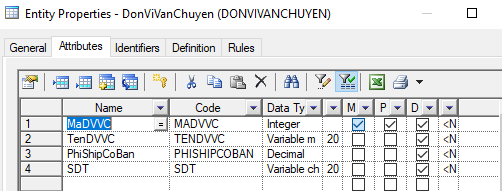 Entity Properties - DonViVanChuyen (DONVIVANCHUYEN)
General Attributes Identifiers Definition Rules
Name Code Data Ty M P D
1 MaDVVC = MADVVC Integer <N
2 TenDVVC TENDVVC Variable m 20 <N
3 PhiShipCoBan PHISHIPCOBAN Decimal <N
4 SDT SDT Variable ch 20 <N